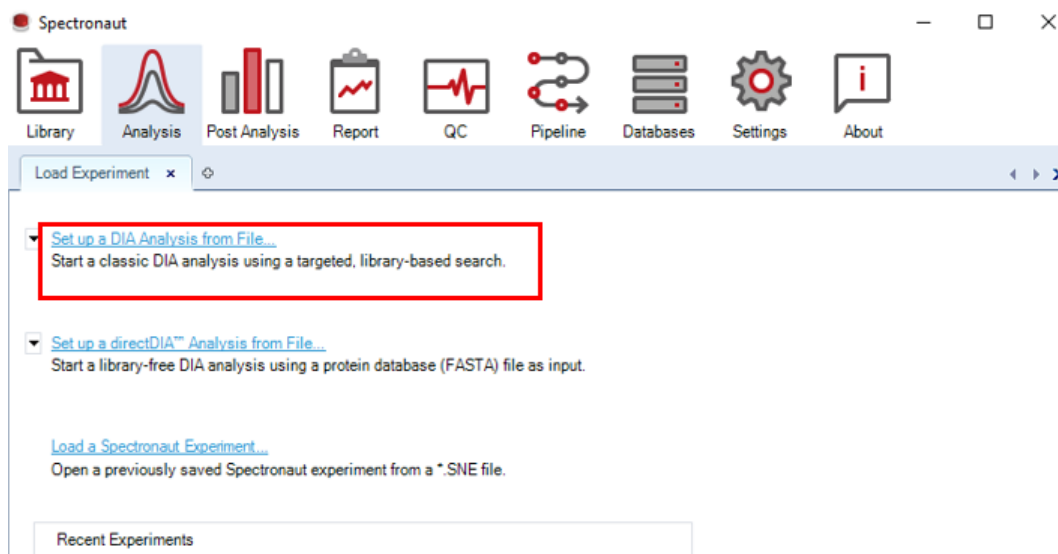 Spectronaut
Library Analysis Post Analysis Report QC Pipeline Databases Settings About
Load Experiment
Set up a DIA Analysis from File...
Start a classic DIA analysis using a targeted, library-based search.
Set up a directDIA™ Analysis from File...
Start a library-free DIA analysis using a protein database (FASTA) file as input.
Load a Spectronaut Experiment...
Open a previously saved Spectronaut experiment from a *.SNE file.
Recent Experiments